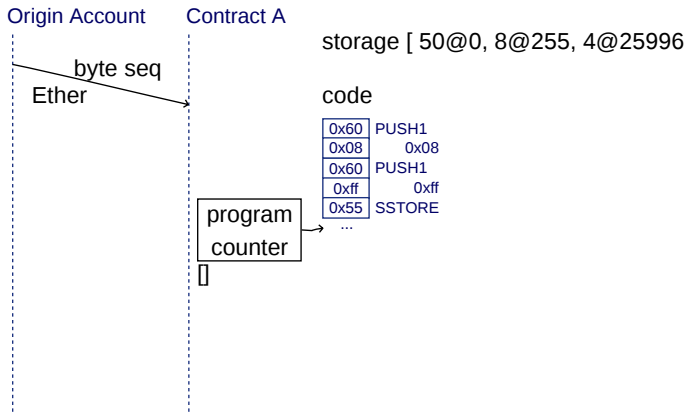 Origin Account Contract A
storage [ 50@0, 8@255, 4@25996
byte seq
Ether
code
0x60 PUSH1
0x08 0x08
0x60 PUSH1
0xff 0xff
0x55 SSTORE
...
program
counter
[]